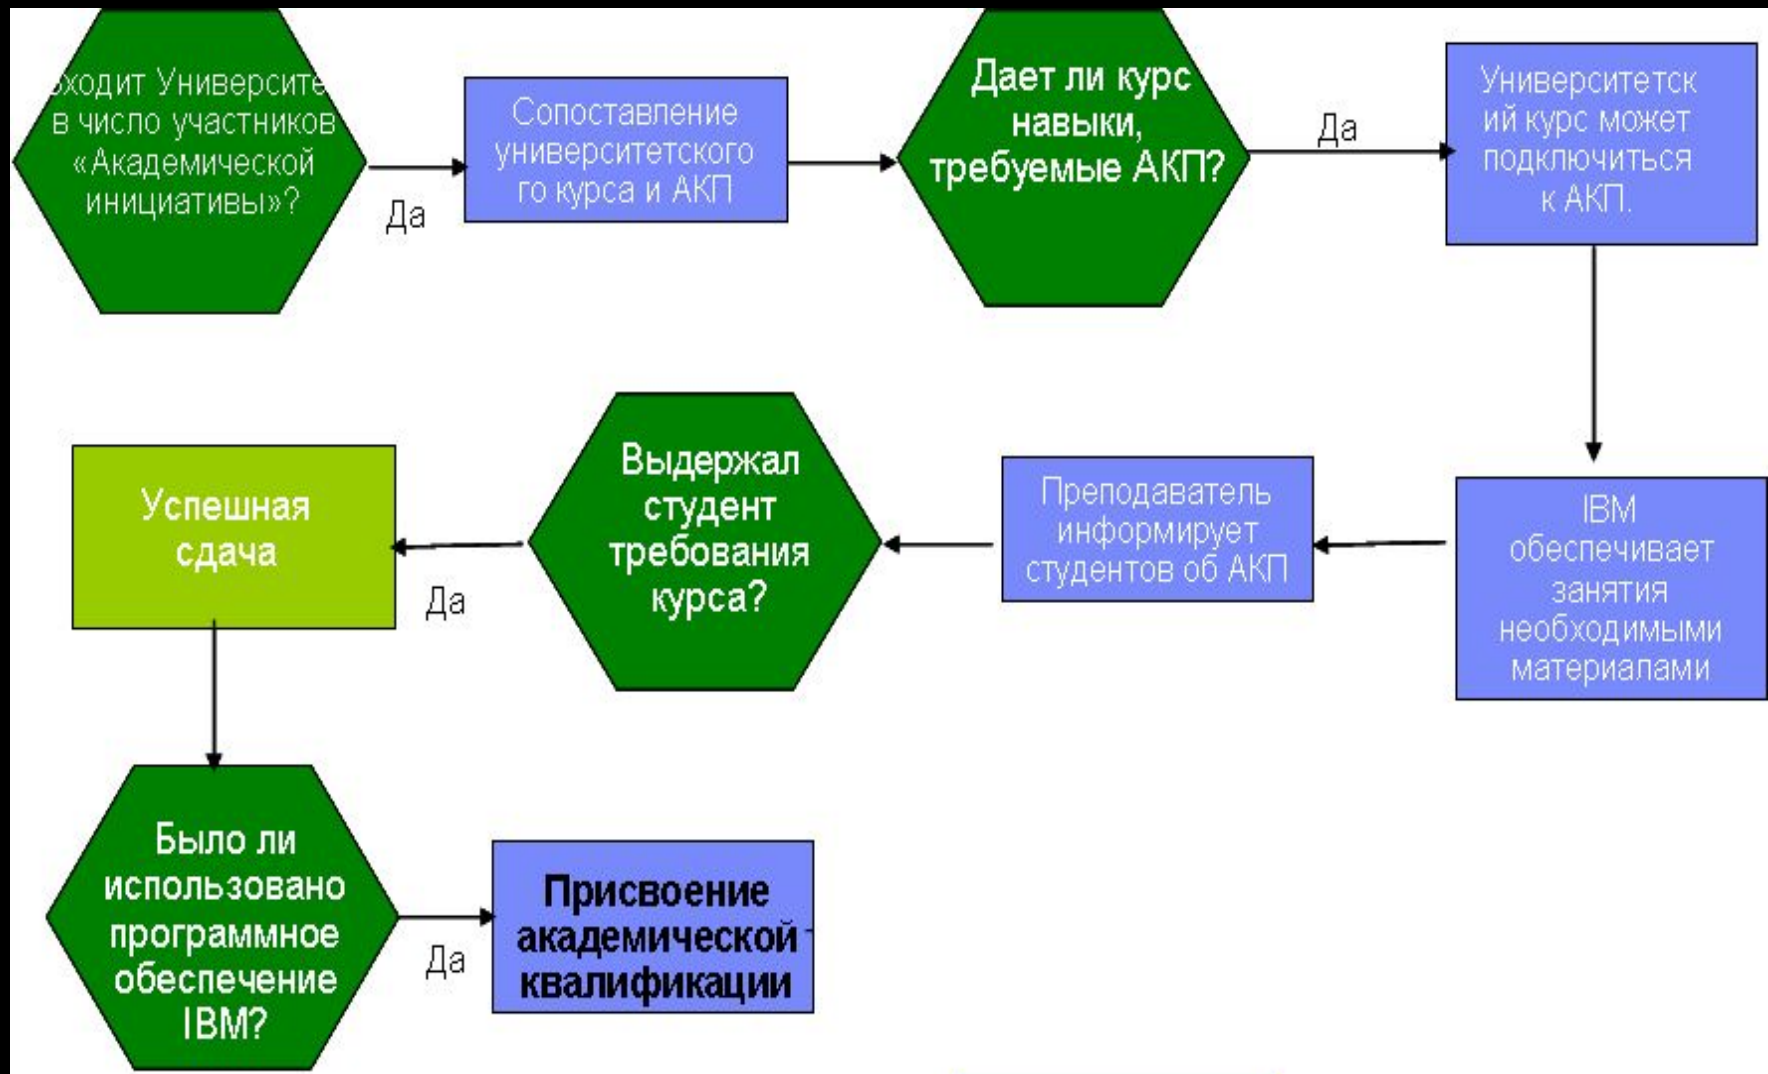 ходит Университе
в число участников
«Академической
инициативы»?
Да
Сопоставление
университетского
го курса и АКП
Дает ли курс
навыки,
требуемые АКП?
Да
Университетск
ий курс может
подключиться
к АКП.
IBM
обеспечивает
занятия
необходимыми
материалами
Преподаватель
информирует
студентов об АКП
Выдержал
студент
требования
курса?
Да
Успешная
сдача
Было ли
использовано
программное
обеспечение
IBM?
Да
Присвоение
академической
квалификации